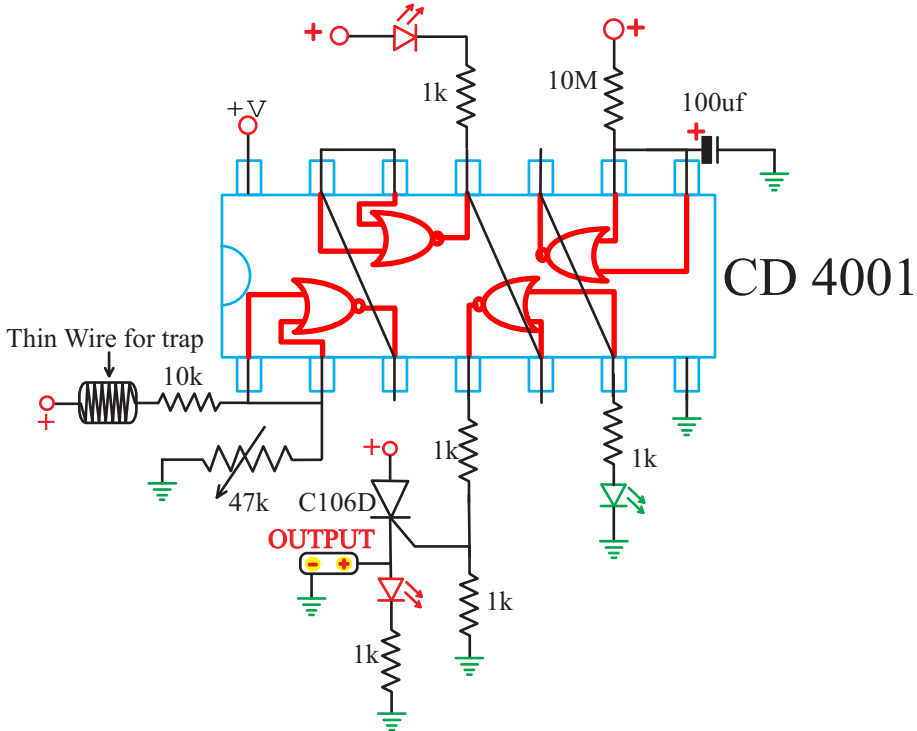 +
1k
10M
+
100uf
+
+V
CD 4001
Thin Wire for trap
10k
+
47k
+
C106D
1k
1k
OUTPUT
- +
1k
1k